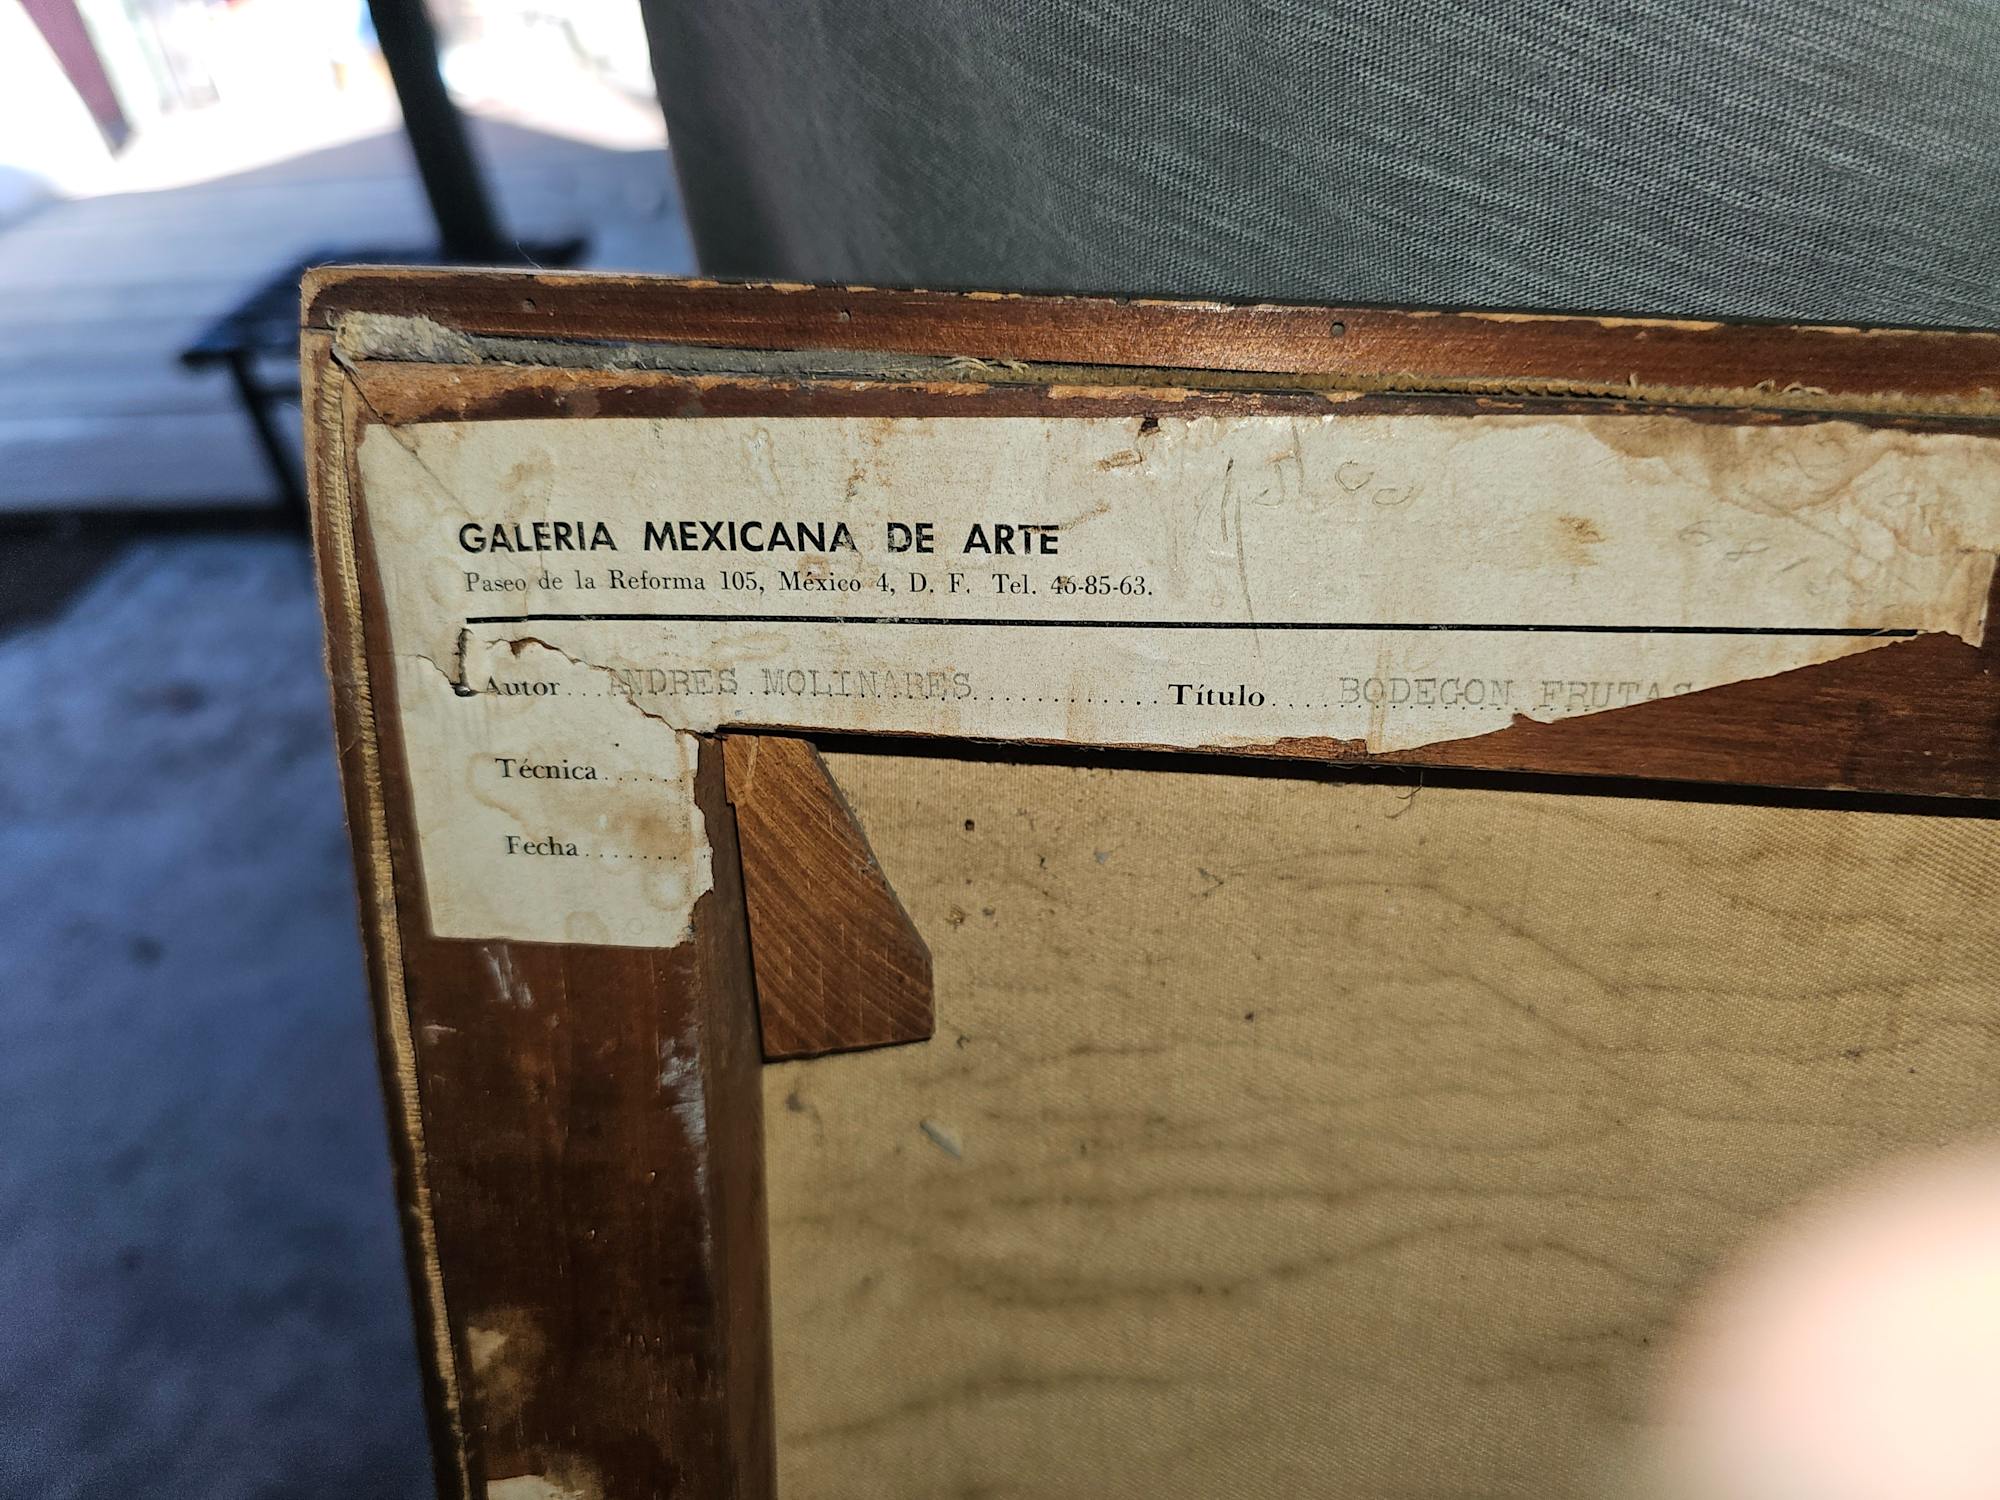 GALERIA MEXICANA DE ARTE
Paseo de la Reforma 105, México 4, D. F. Tel. 46-85-63.
Autor...ANDRES MOLINARES..............Título....BODEGON FRUTAS
Técnica......
Fecha.......